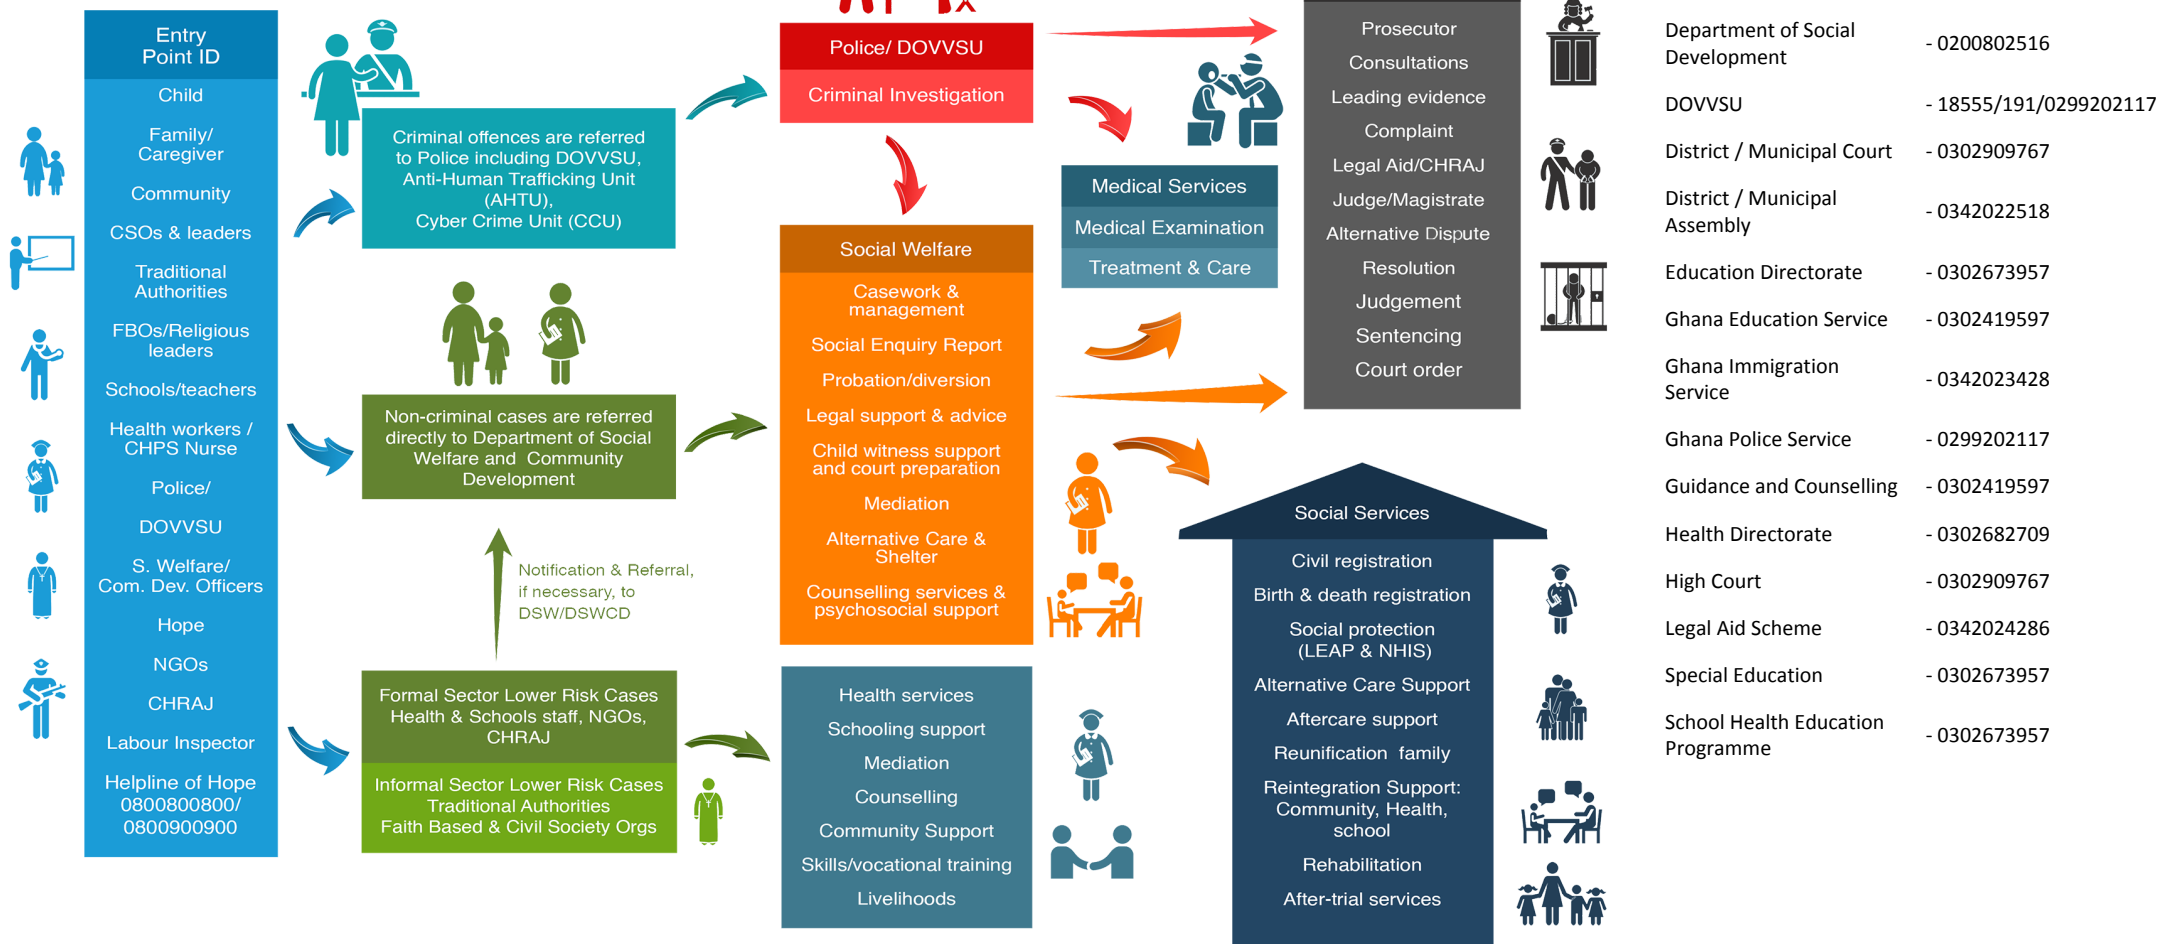 Entry
Point ID
Child
Family/
Caregiver
Community
CSOs & leaders
Traditional
Authorities
FBOs/Religious
leaders
Schools/teachers
Health workers /
CHPS Nurse
Police/
DOVVSU
S. Welfare/
Com. Dev. Officers
Hope
NGOs
CHRAJ
Labour Inspector
Helpline of Hope
0800800800/
0800900900
Criminal offences are referred
to Police including DOVVSU,
Anti-Human Trafficking Unit
(AHTU),
Cyber Crime Unit (CCU)
Non-criminal cases are referred
directly to Department of Social
Welfare and Community
Development
Notification & Referral,
if necessary, to
DSW/DSWCD
Formal Sector Lower Risk Cases
Health & Schools staff, NGOs,
CHRAJ
Informal Sector Lower Risk Cases
Traditional Authorities
Faith Based & Civil Society Orgs
Police/ DOVVSU
Criminal Investigation
Social Welfare
Casework &
management
Social Enquiry Report
Probation/diversion
Legal support & advice
Child witness support
and court preparation
Mediation
Alternative Care &
Shelter
Counselling services &
psychosocial support
Health services
Schooling support
Mediation
Counselling
Community Support
Skills/vocational training
Livelihoods
Medical Services
Medical Examination
Treatment & Care
Prosecutor
Consultations
Leading evidence
Complaint
Legal Aid/CHRAJ
Judge/Magistrate
Alternative Dispute
Resolution
Judgement
Sentencing
Court order
Social Services
Civil registration
Birth & death registration
Social protection
(LEAP & NHIS)
Alternative Care Support
Aftercare support
Reunification family
Reintegration Support:
Community, Health,
school
Rehabilitation
After-trial services
Department of Social
Development - 0200802516
DOVVSU - 18555/191/0299202117
District / Municipal Court - 0302909767
District / Municipal
Assembly - 0342022518
Education Directorate - 0302673957
Ghana Education Service - 0302419597
Ghana Immigration
Service - 0342023428
Ghana Police Service - 0299202117
Guidance and Counselling - 0302419597
Health Directorate - 0302682709
High Court - 0302909767
Legal Aid Scheme - 0342024286
Special Education - 0302673957
School Health Education
Programme - 0302673957